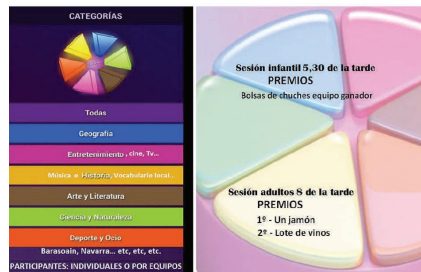 CATEGORÍAS
Todas
Geografía
Entretenimiento, cine, Tv...
Música e Historia, Vocabulario local...
Arte y Literatura
Ciencia y Naturaleza
Deporte y Ocio
Barasoain, Navarra... etc, etc, etc.
PARTICIPANTES: INDIVIDUALES O POR EQUIPOS
Sesión infantil 5,30 de la tarde
PREMIOS
Bolsas de chuches equipo ganador
Sesión adultos 8 de la tarde
PREMIOS
1º - Un jamón
2º - Lote de vinos